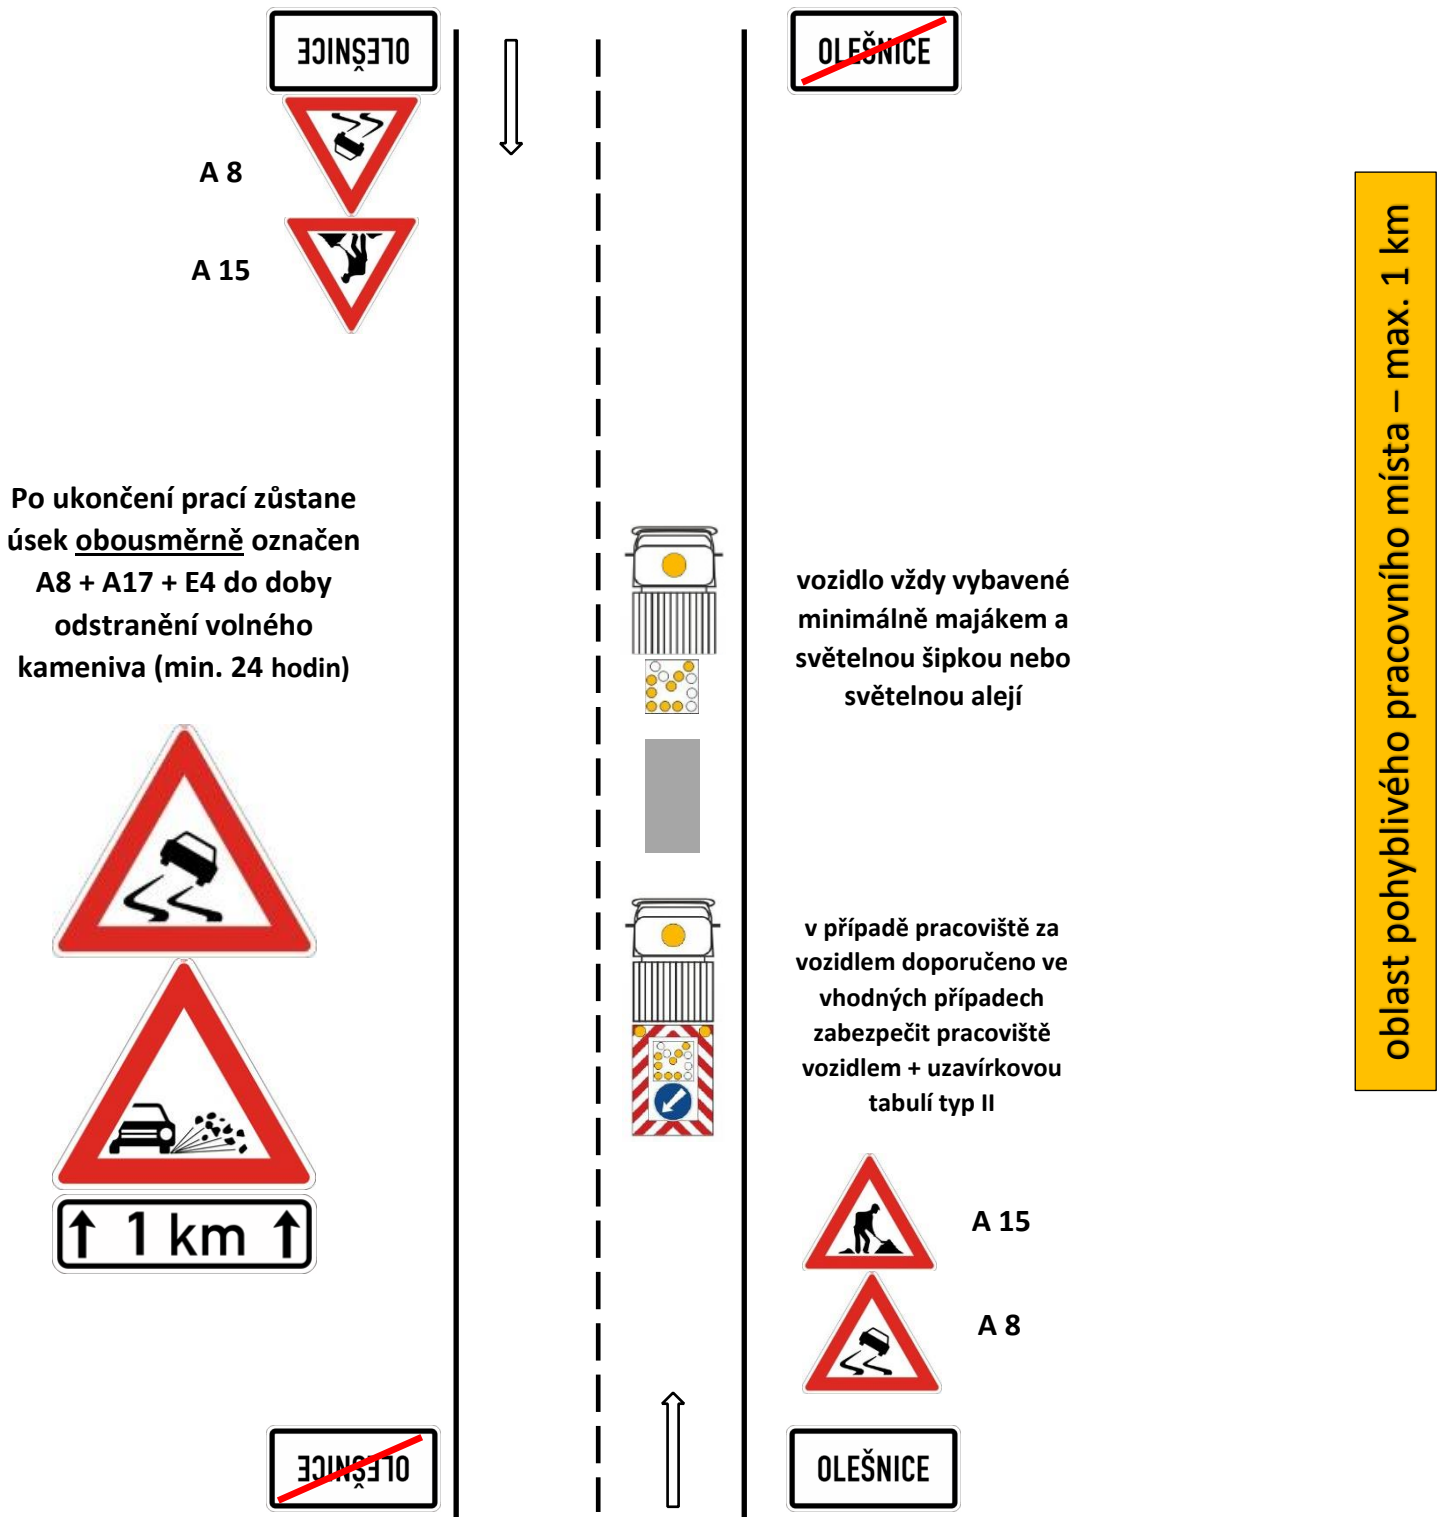 OLEŠNICE
OLEŠNICE
A 8
A 15
Po ukončení prací zůstane
úsek obousměrně označen
A8 + A17 + E4 do doby
odstranění volného
kameniva (min. 24 hodin)
vozidlo vždy vybavené
minimálně majákem a
světelnou šipkou nebo
světelnou alejí
v případě pracoviště za
vozidlem doporučeno ve
vhodných případech
zabezpečit pracoviště
vozidlem + uzavírkovou
tabulí typ II
1 km
A 15
A 8
OLEŠNICE
OLEŠNICE
oblast pohyblivého pracovního místa – max. 1 km